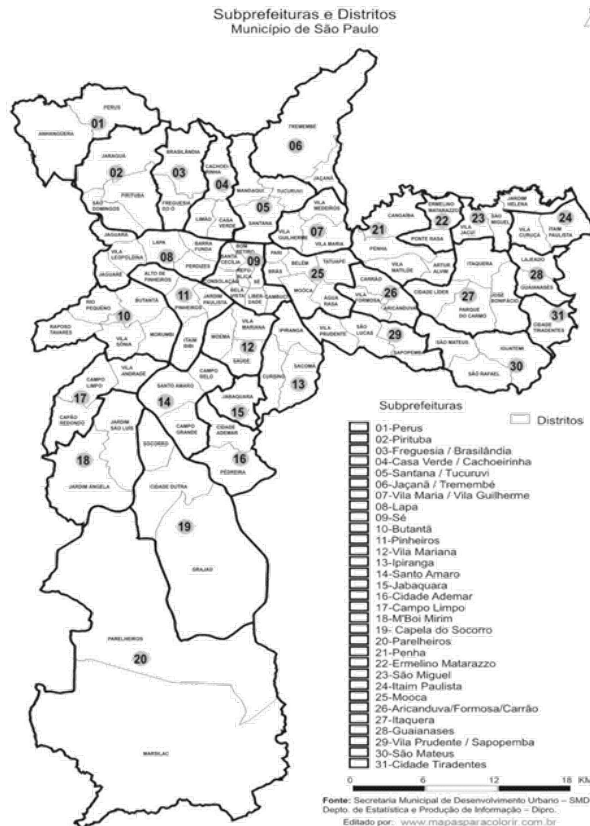 Subprefeituras e Distritos
Município de São Paulo
PERUS
ANHANGUERA
01
TREMEMBÉ
06
JAÇANÃ
JARAGUÁ
02
PIRITUBA
SÃO
DOMINGOS
BRASILÂNDIA
03
FREGUESIA
DO Ó
CACHOEI-
RINHA
04
LIMÃO
CASA
VERDE
MANDAQUI
TUCURUVI
05
SANTANA
VILA
MEDEIROS
07
VILA
GUILHERME
VILA MARIA
CANGAÍBA
21
PENHA
ERMELINO
MATARAZZO
22
PONTE RASA
23
VILA
JACUÍ
SÃO
MIGUEL
JARDIM
HELENA
VILA
CURUÇÁ
24
ITAIM
PAULISTA
JAGUARA
VILA
LEOPOLDINA
LAPA
08
JAGUARÉ
ALTO DE
PINHEIROS
BARRA
FUNDA
PERDIZES
BOM
RETIRO
SANTA
CECÍLIA
09
REPÚ-
BLICA
SÉ
CONSOLAÇÃO
BELA
VISTA
LIBER-
DADE
CAMBUCI
PARI
BRÁS
BELÉM
TATUAPÉ
25
MOÓCA
ÁGUA
RASA
CARRÃO
VILA
FORMOSA
26
ARICANDUVA
VILA
MATILDE
ARTUR
ALVIM
CIDADE LÍDER
ITAQUERA
27
PARQUE
DO CARMO
JOSÉ
BONIFÁCIO
LAJEADO
28
GUAIANASES
CIDADE
TIRADENTES
31
RIO
PEQUENO
BUTANTÃ
10
RAPOSO
TAVARES
VILA
SÔNIA
MORUMBI
11
PINHEIROS
JARDIM
PAULISTA
ITAIM
BIBI
VILA
MARIANA
MOEMA
12
SAÚDE
IPIRANGA
CURSINO
SACOMÃ
13
VILA
PRUDENTE
SÃO
LUCAS
29
SAPOPEMBA
SÃO MATEUS
IGUATEMI
SÃO RAFAEL
30
VILA
ANDRADE
CAMPO
LIMPO
17
CAPÃO
REDONDO
SANTO AMARO
CAMPO
BELO
14
CAMPO
GRANDE
JABAQUARA
15
CIDADE
ADEMAR
16
PEDREIRA
JARDIM
SÃO LUÍS
18
JARDIM ÂNGELA
SOCORRO
CIDADE DUTRA
19
GRAJAÚ
PARELHEIROS
20
MARSILAC
Subprefeituras
Distritos
01-Perus
02-Pirituba
03-Freguesia / Brasilândia
04-Casa Verde / Cachoeirinha
05-Santana / Tucuruvi
06-Jaçanã / Tremembé
07-Vila Maria / Vila Guilherme
08-Lapa
09-Sé
10-Butantã
11-Pinheiros
12-Vila Mariana
13-Ipiranga
14-Santo Amaro
15-Jabaquara
16-Cidade Ademar
17-Campo Limpo
18-M'Boi Mirim
19- Capela do Socorro
20-Parelheiros
21-Penha
22-Ermelino Matarazzo
23-São Miguel
24-Itaim Paulista
25-Mooca
26-Aricanduva/Formosa/Carrão
27-Itaquera
28-Guaianases
29-Vila Prudente / Sapopemba
30-São Mateus
31-Cidade Tiradentes
0 6 12 18 KM
Fonte: Secretaria Municipal de Desenvolvimento Urbano – SMD
Depto. de Estatística e Produção de Informação – Dipro.
Editado por: www.mapasparacolorir.com.br